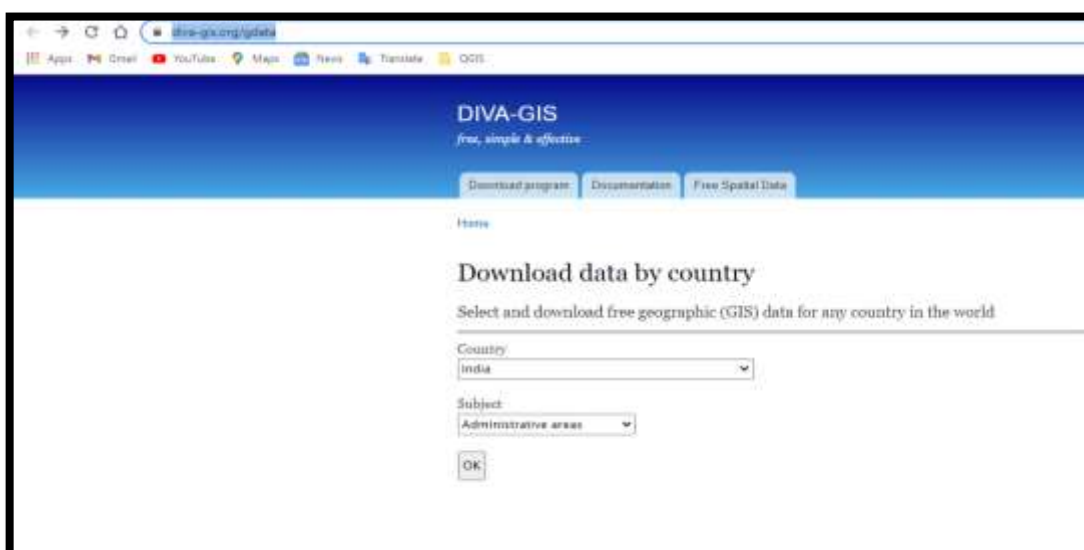 diva-gis.org/gdata
Apps Gmail YouTube Maps News Translate QGIS
DIVA-GIS
free, simple & effective
Download program Documentation Free Spatial Data
Home
Download data by country
Select and download free geographic (GIS) data for any country in the world
Country
India
Subject
Administrative areas
OK